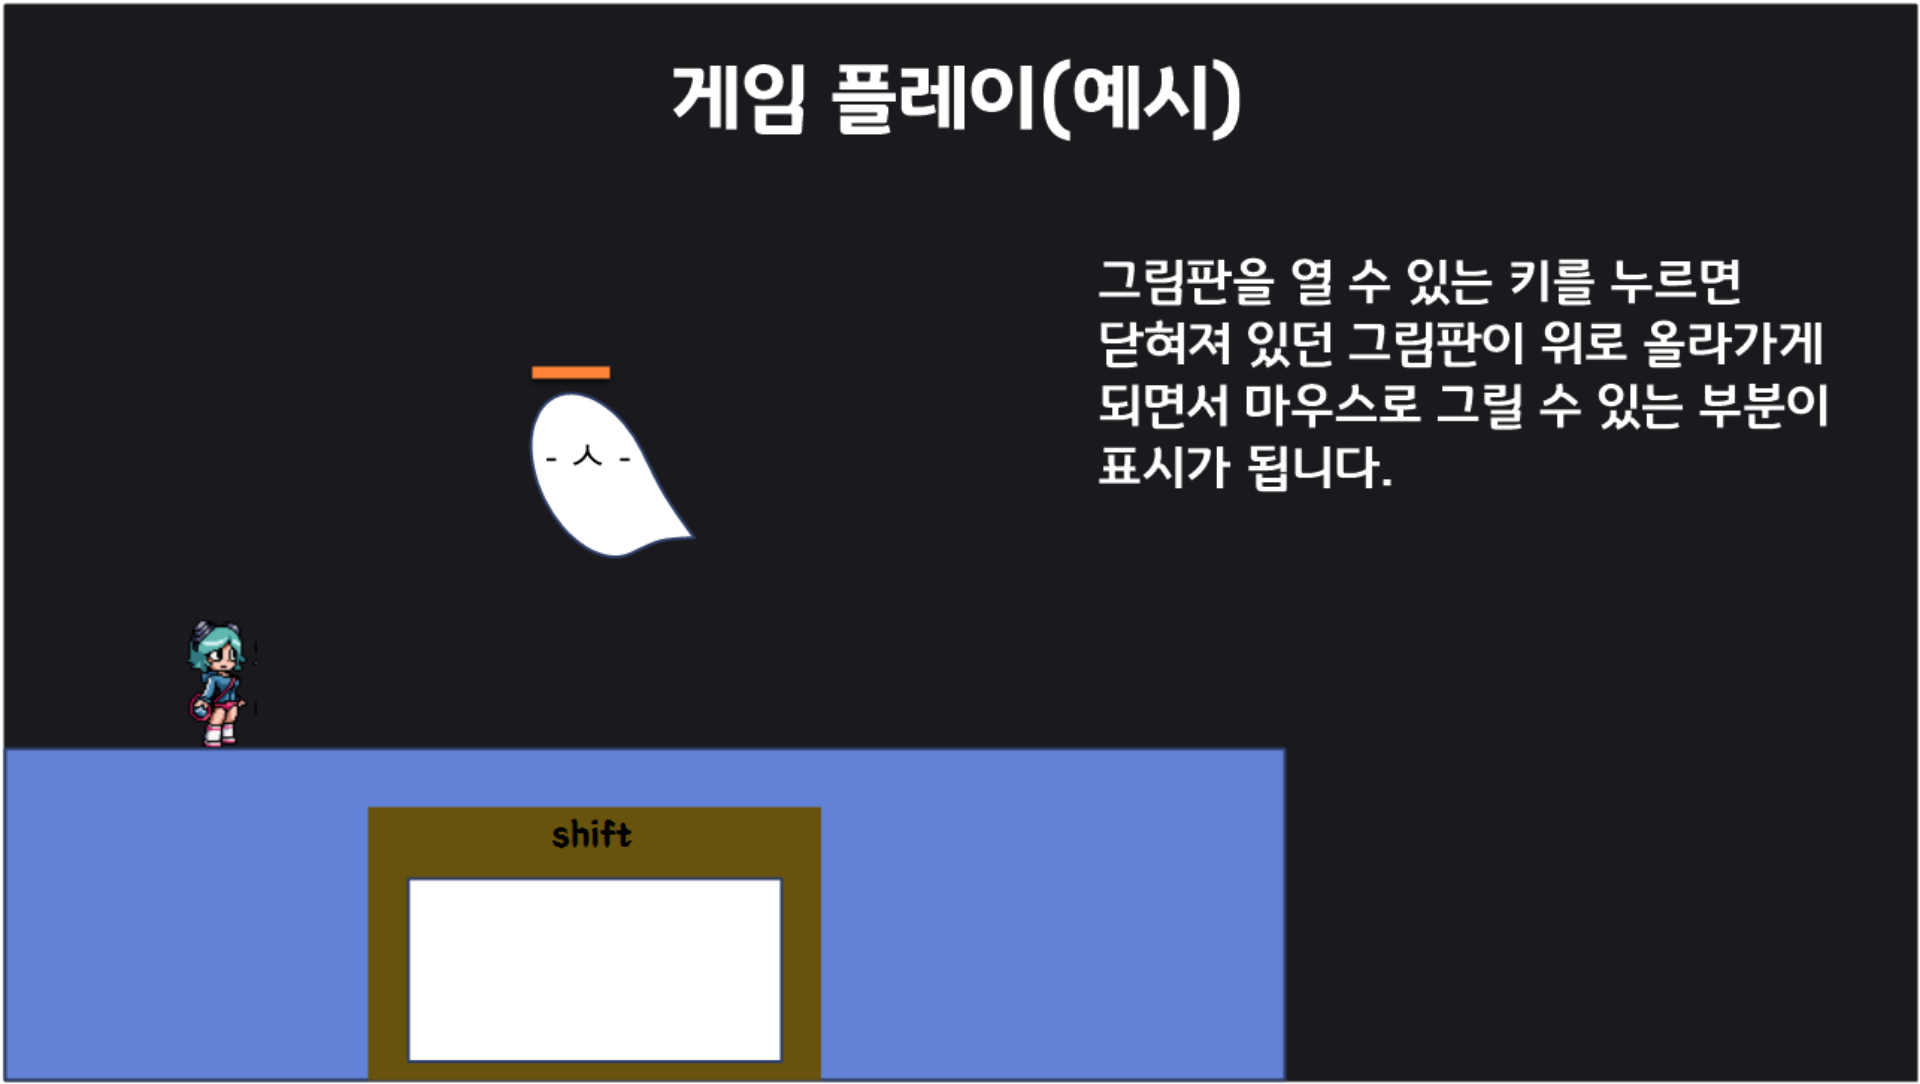 게임 플레이(예시)
그림판을 열 수 있는 키를 누르면
닫혀져 있던 그림판이 위로 올라가게
되면서 마우스로 그릴 수 있는 부분이
표시가 됩니다.
- ㅅ -
shift